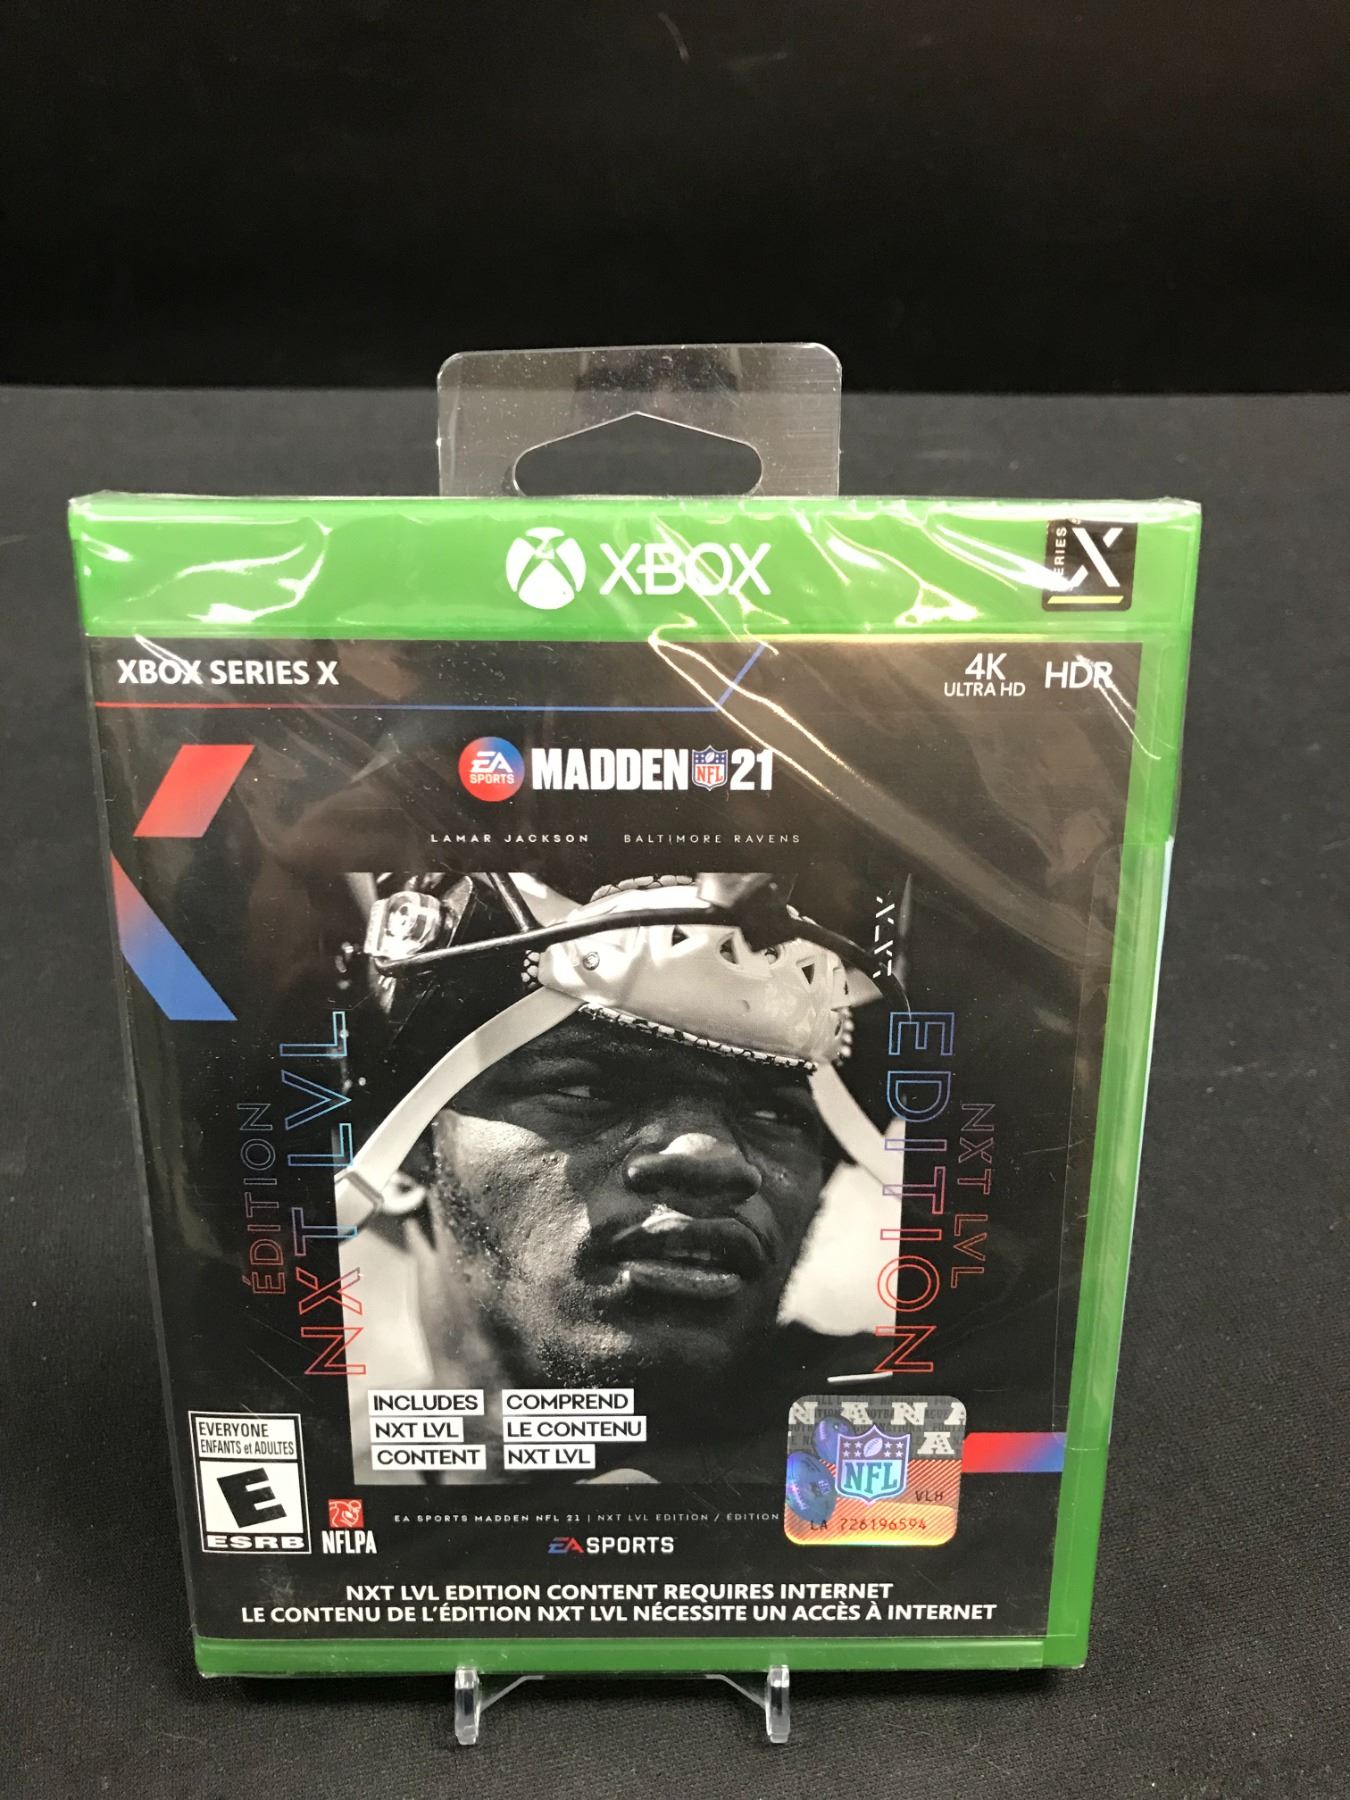 XBOX
SERIES
X
XBOX SERIES X
4K
ULTRA HD
HDR
EA
SPORTS
MADDEN NFL 21
LAMAR JACKSON BALTIMORE RAVENS
ÉDITION
NXT LVL
EDITION
NXT LVL
INCLUDES
NXT LVL
CONTENT
COMPREND
LE CONTENU
NXT LVL
EVERYONE
ENFANTS et ADULTES
E
ESRB
NFLPA
NFL
VLH
LA 726196594
EA SPORTS MADDEN NFL 21 | NXT LVL EDITION / ÉDITION
EA SPORTS
NXT LVL EDITION CONTENT REQUIRES INTERNET
LE CONTENU DE L'ÉDITION NXT LVL NÉCESSITE UN ACCÈS À INTERNET